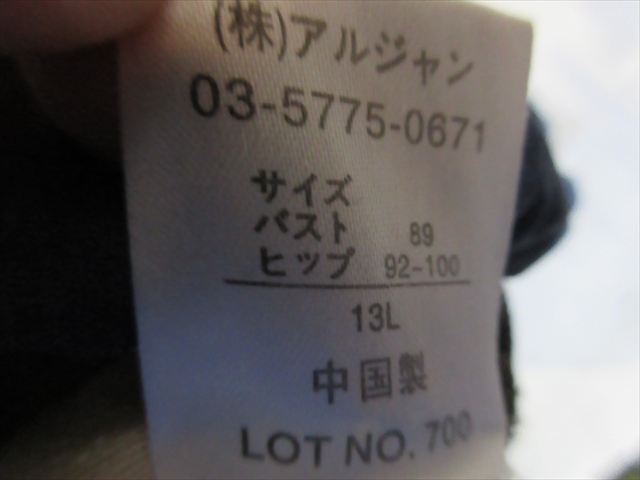 (株)アルジャン
03-5775-0671
サイズ
バスト 89
ヒップ 92-100
13L
中国製
LOT NO. 700